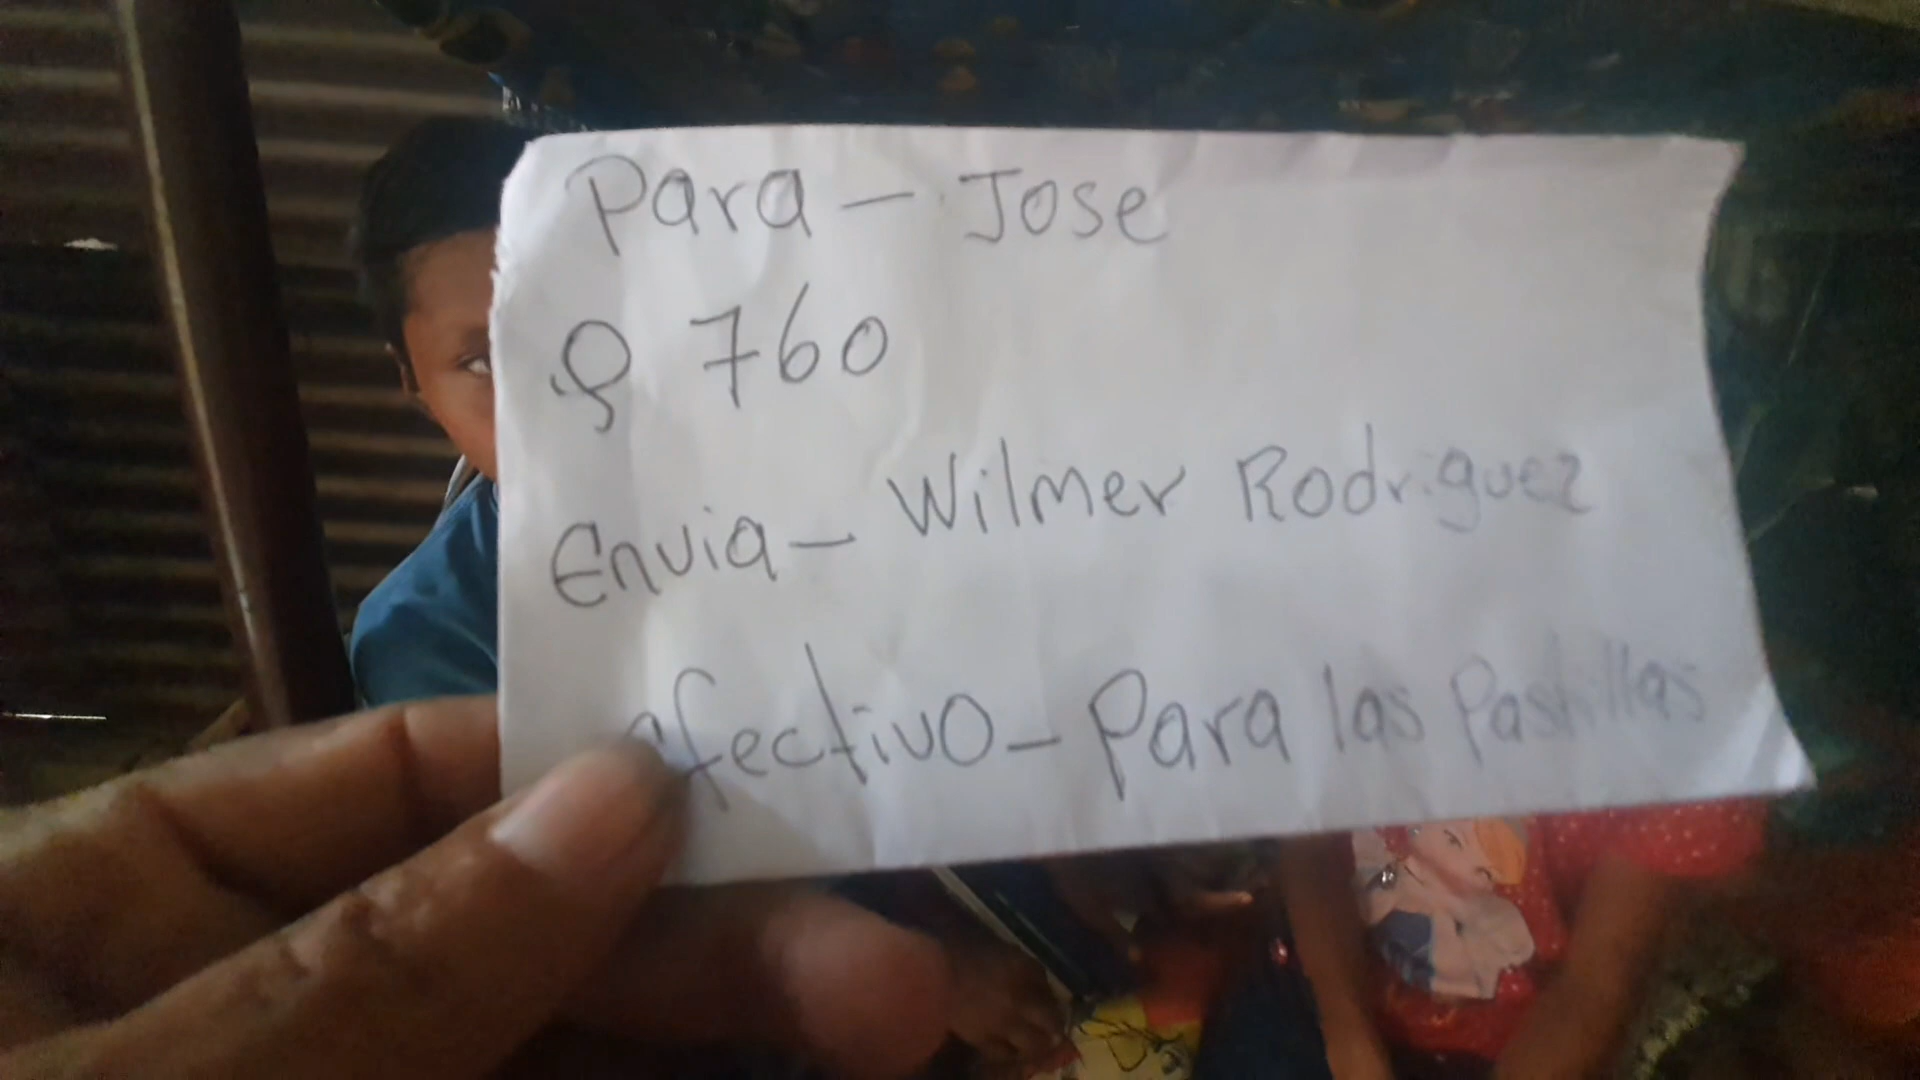 Para - Jose
Q 760
Envia - Wilmer Rodriguez
efectivo - Para las Pastillas